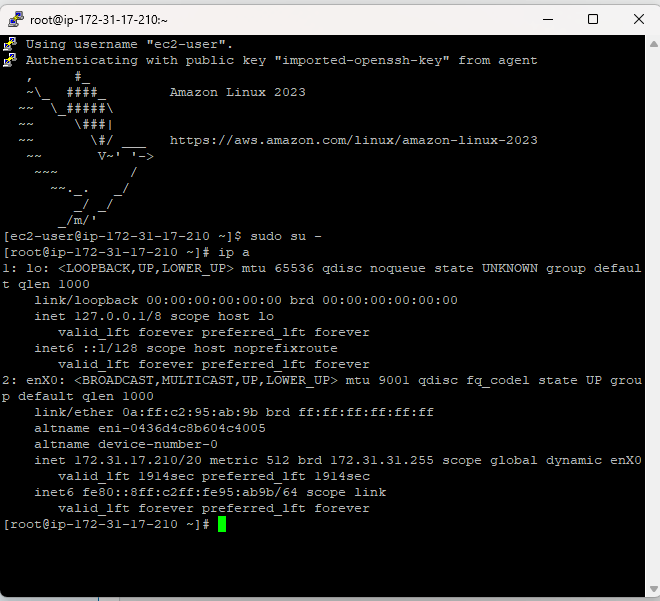 root@ip-172-31-17-210:~
Using username "ec2-user".
Authenticating with public key "imported-openssh-key" from agent
   ,     #_
   ~\_  ####_        Amazon Linux 2023
  ~~  \_#####\
  ~~     \###|
  ~~       \#/ ___   https://aws.amazon.com/linux/amazon-linux-2023
   ~~       V~' '->
    ~~~         /
      ~~._.   _/
         _/ _/
       _/m/'
[ec2-user@ip-172-31-17-210 ~]$ sudo su -
[root@ip-172-31-17-210 ~]# ip a
1: lo: <LOOPBACK,UP,LOWER_UP> mtu 65536 qdisc noqueue state UNKNOWN group defaul
t qlen 1000
    link/loopback 00:00:00:00:00:00 brd 00:00:00:00:00:00
    inet 127.0.0.1/8 scope host lo
       valid_lft forever preferred_lft forever
    inet6 ::1/128 scope host noprefixroute
       valid_lft forever preferred_lft forever
2: enX0: <BROADCAST,MULTICAST,UP,LOWER_UP> mtu 9001 qdisc fq_codel state UP grou
p default qlen 1000
    link/ether 0a:ff:c2:95:ab:9b brd ff:ff:ff:ff:ff:ff
    altname eni-0436d4c8b604c4005
    altname device-number-0
    inet 172.31.17.210/20 metric 512 brd 172.31.31.255 scope global dynamic enX0
       valid_lft 1914sec preferred_lft 1914sec
    inet6 fe80::8ff:c2ff:fe95:ab9b/64 scope link
       valid_lft forever preferred_lft forever
[root@ip-172-31-17-210 ~]#